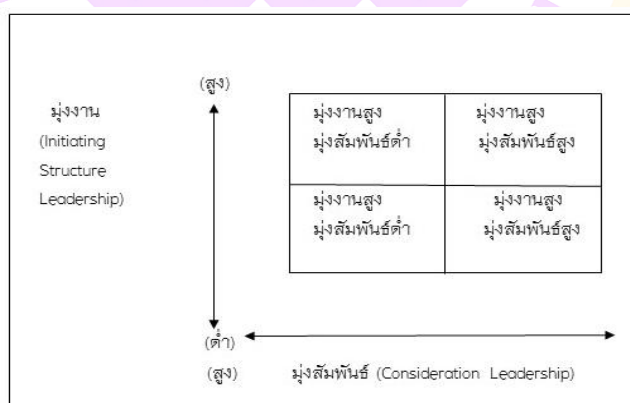 (สูง)
มุ่งงาน
(Initiating
Structure
Leadership)
มุ่งงานสูง
มุ่งสัมพันธ์ต่ำ
มุ่งงานสูง
มุ่งสัมพันธ์สูง
มุ่งงานสูง
มุ่งสัมพันธ์ต่ำ
มุ่งงานสูง
มุ่งสัมพันธ์สูง
(ต่ำ)
(สูง)
มุ่งสัมพันธ์ (Consideration Leadership)